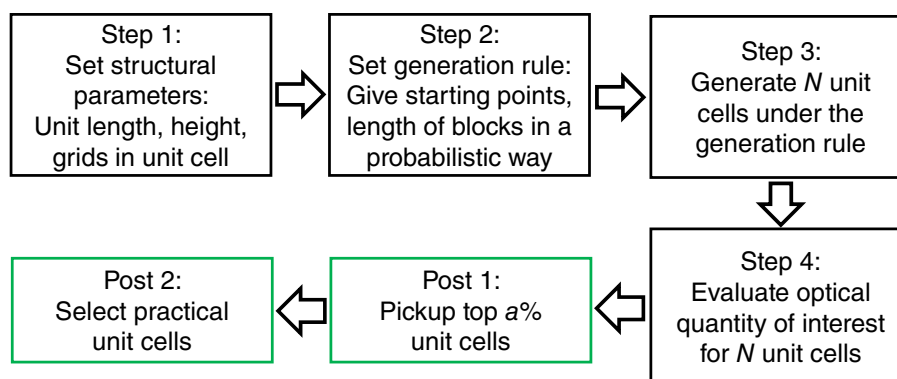 Step 1:
Set structural
parameters:
Unit length, height,
grids in unit cell
Step 2:
Set generation rule:
Give starting points,
length of blocks in a
probabilistic way
Step 3:
Generate N unit
cells under the
generation rule
Step 4:
Evaluate optical
quantity of interest
for N unit cells
Post 1:
Pickup top a%
unit cells
Post 2:
Select practical
unit cells